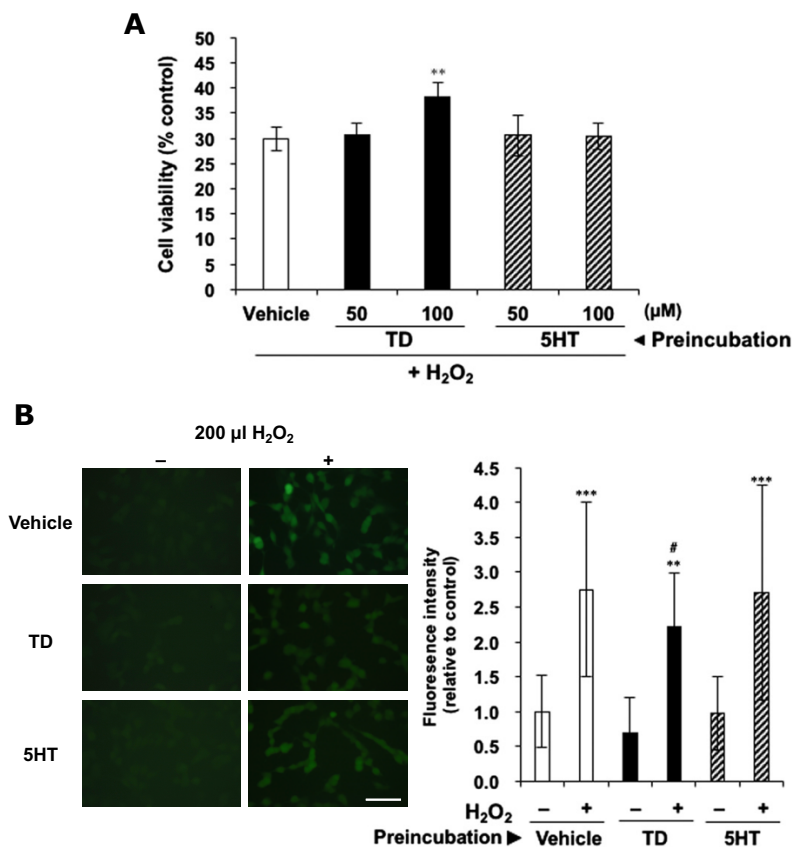 A
Cell viability (% control)
50
45
40
35
30
25
20
15
10
5
0
**
Vehicle 50 100 50 100 (µM)
TD 5HT ◄ Preincubation
+ H₂O₂
B
200 µl H₂O₂
– +
Vehicle
TD
5HT
Fluoresence intensity
(relative to control)
4.5
4.0
3.5
3.0
2.5
2.0
1.5
1.0
0.5
0.0
***
#
**
***
H₂O₂ – + – + – +
Preincubation ► Vehicle TD 5HT